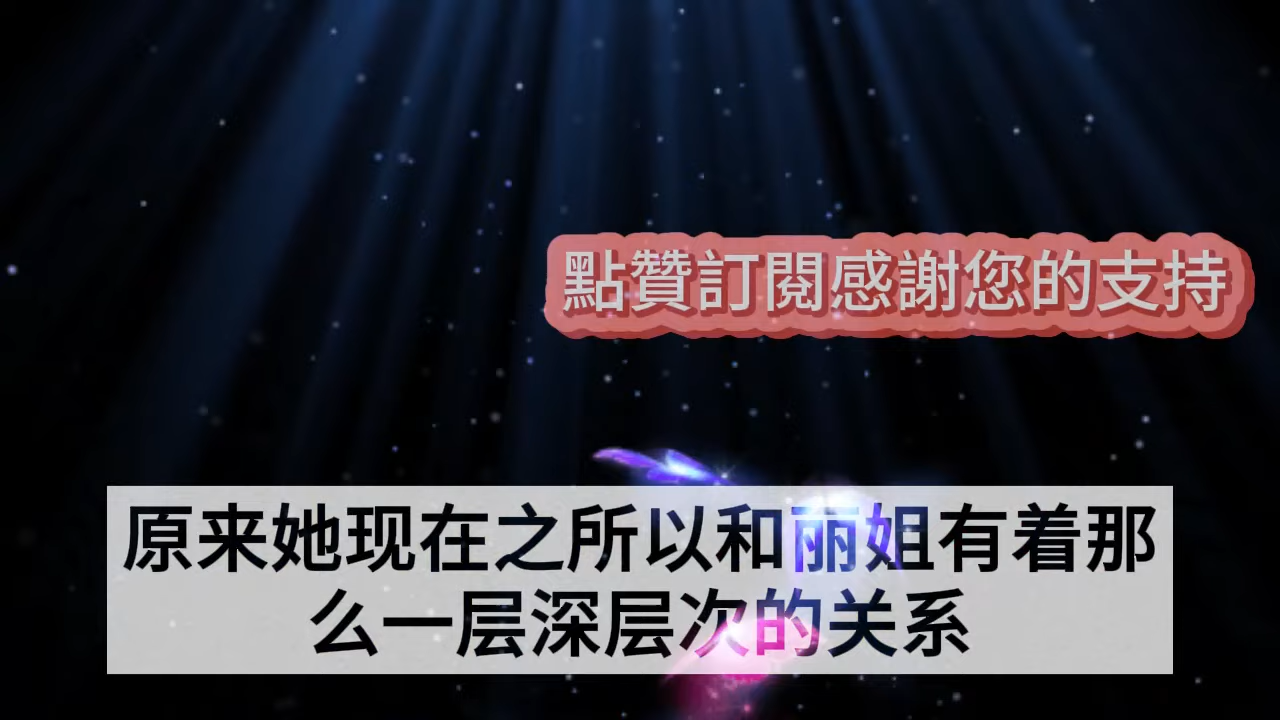 點贊訂閱感謝您的支持
原来她现在之所以和丽姐有着那
么一层深层次的关系